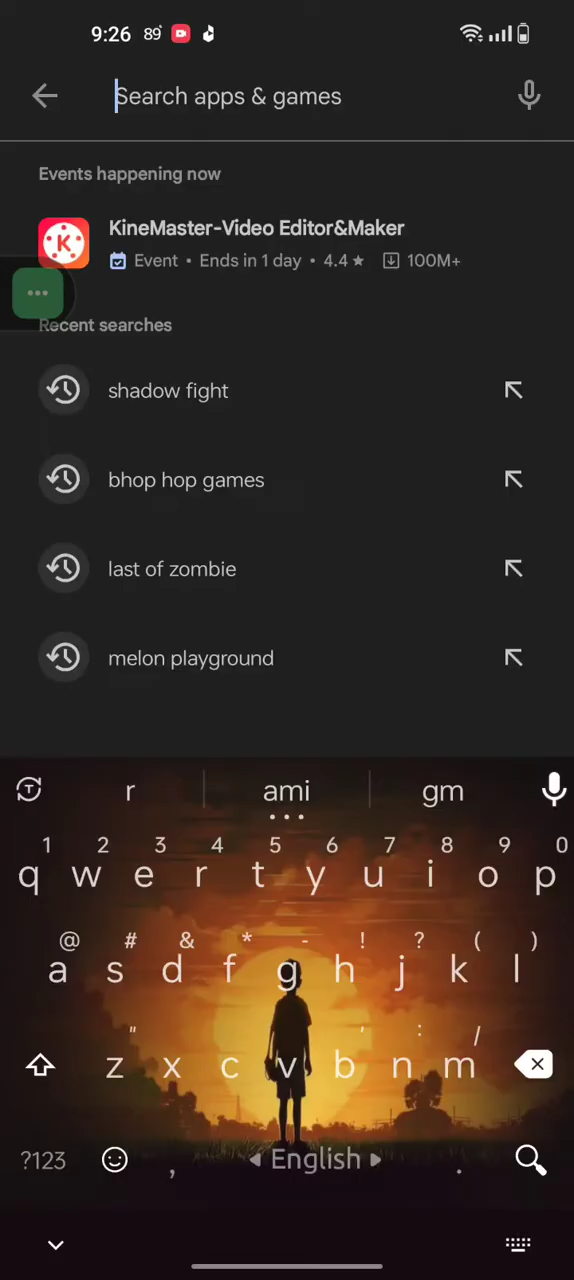 9:26 89°
Search apps & games
Events happening now
KineMaster-Video Editor&Maker
Event • Ends in 1 day • 4.4 ★ 100M+
Recent searches
shadow fight
bhop hop games
last of zombie
melon playground
r ami gm
1 2 3 4 5 6 7 8 9 0
q w e r t y u i o p
@ # & * - ! ? ( )
a s d f g h j k l
" ' : /
z x c v b n m
?123 , English .